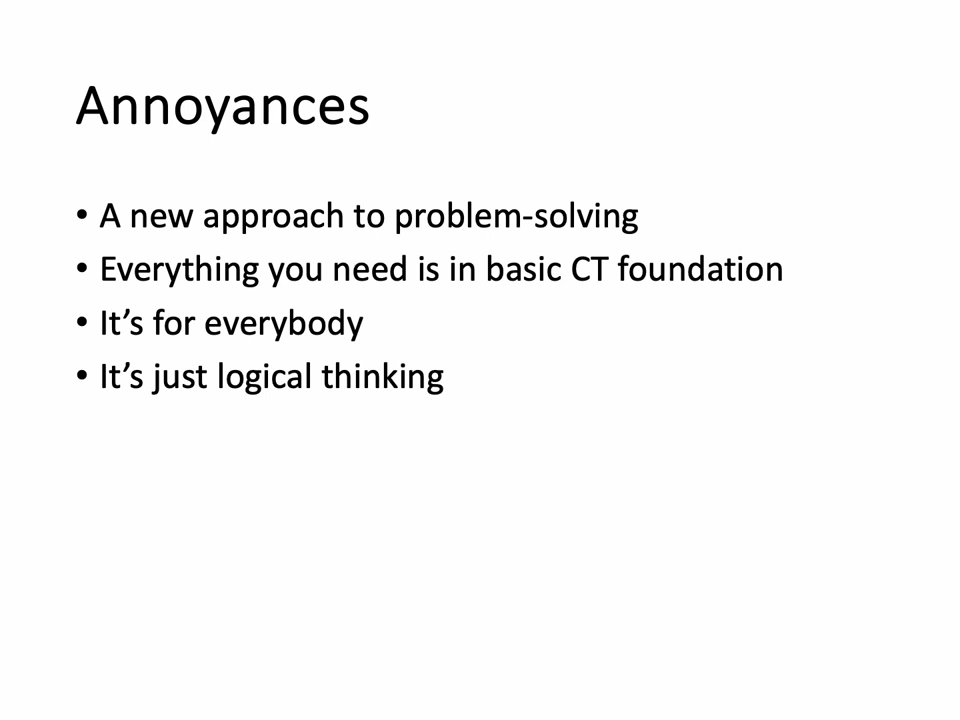 Annoyances
• A new approach to problem-solving
• Everything you need is in basic CT foundation
• It’s for everybody
• It’s just logical thinking